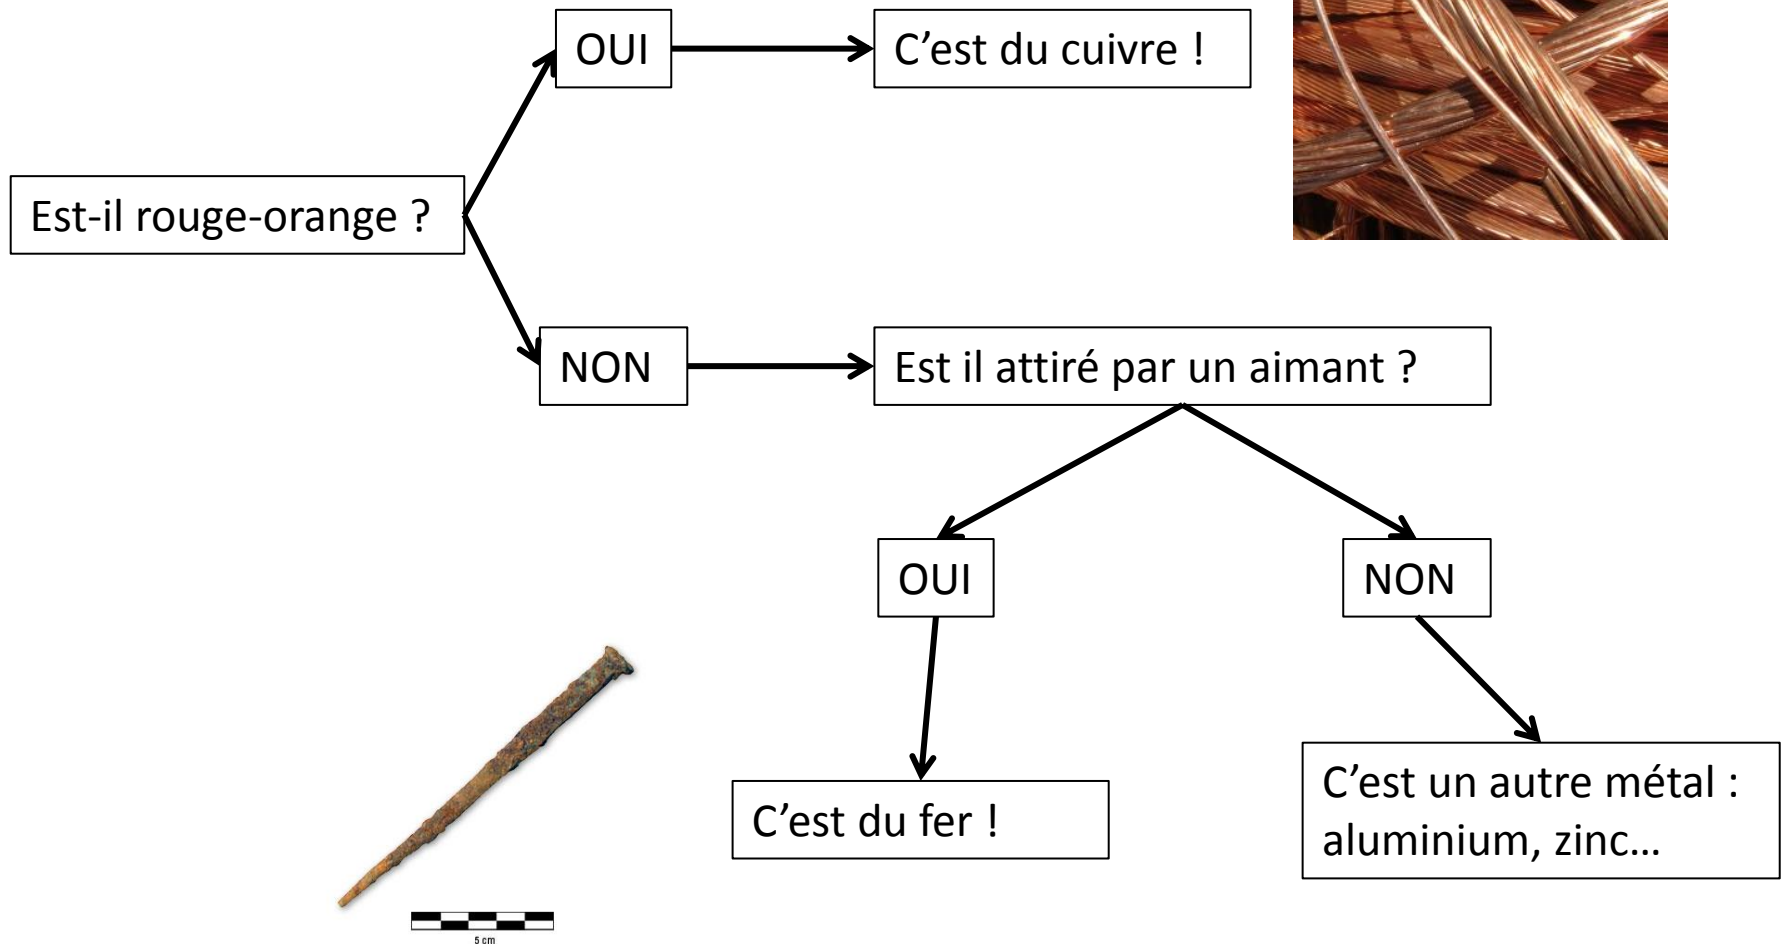 OUI
C’est du cuivre !
Est-il rouge-orange ?
NON
Est il attiré par un aimant ?
OUI
NON
C’est du fer !
C’est un autre métal :
aluminium, zinc…
5 cm